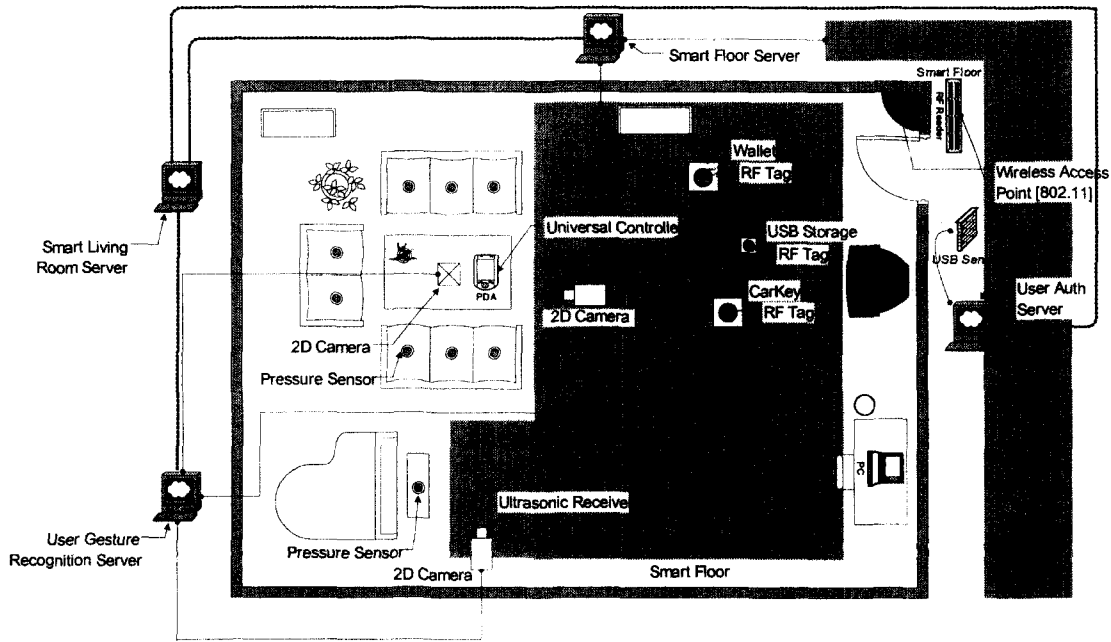 Smart Floor Server
Smart Floor
RF Reader
Wallet
RF Tag
Wireless Access
Point [802.11]
Smart Living
Room Server
Universal Controlle
USB Storage
RF Tag
USB Sen
PDA
CarKey
RF Tag
User Auth
Server
2D Camera
2D Camera
Pressure Sensor
PC
Ultrasonic Receive
User Gesture
Recognition Server
Pressure Sensor
2D Camera
Smart Floor